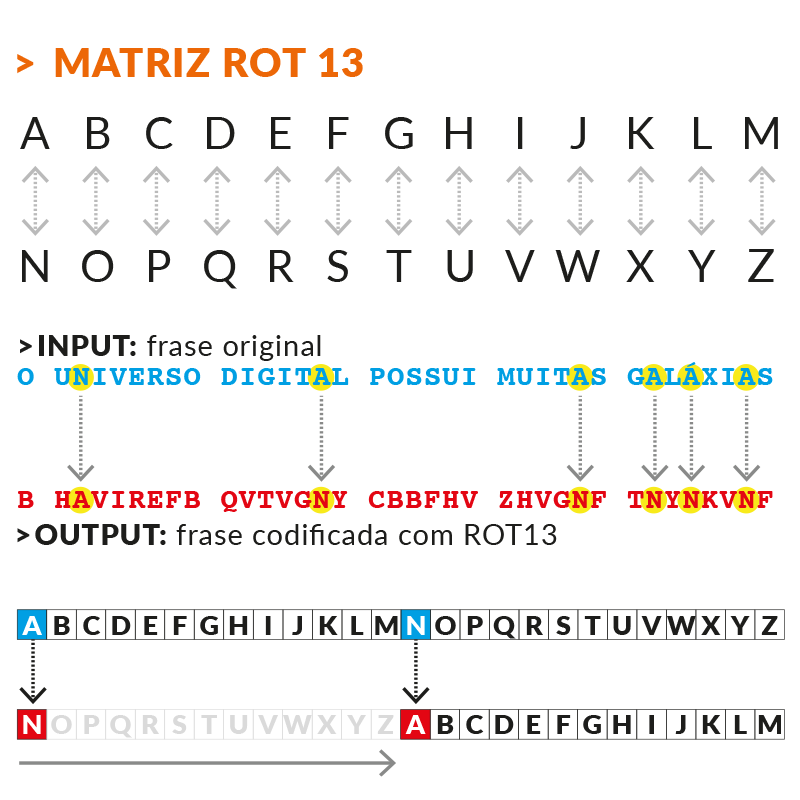 > MATRIZ ROT 13
A B C D E F G H I J K L M
N O P Q R S T U V W X Y Z
>INPUT: frase original
O UNIVERSO DIGITAL POSSUI MUITAS GALÁXIAS
B HAVIREFB QVTVGNY CBBFHV ZHVGNF TNYNKVNF
>OUTPUT: frase codificada com ROT13
A B C D E F G H I J K L M N O P Q R S T U V W X Y Z
N O P Q R S T U V W X Y Z A B C D E F G H I J K L M